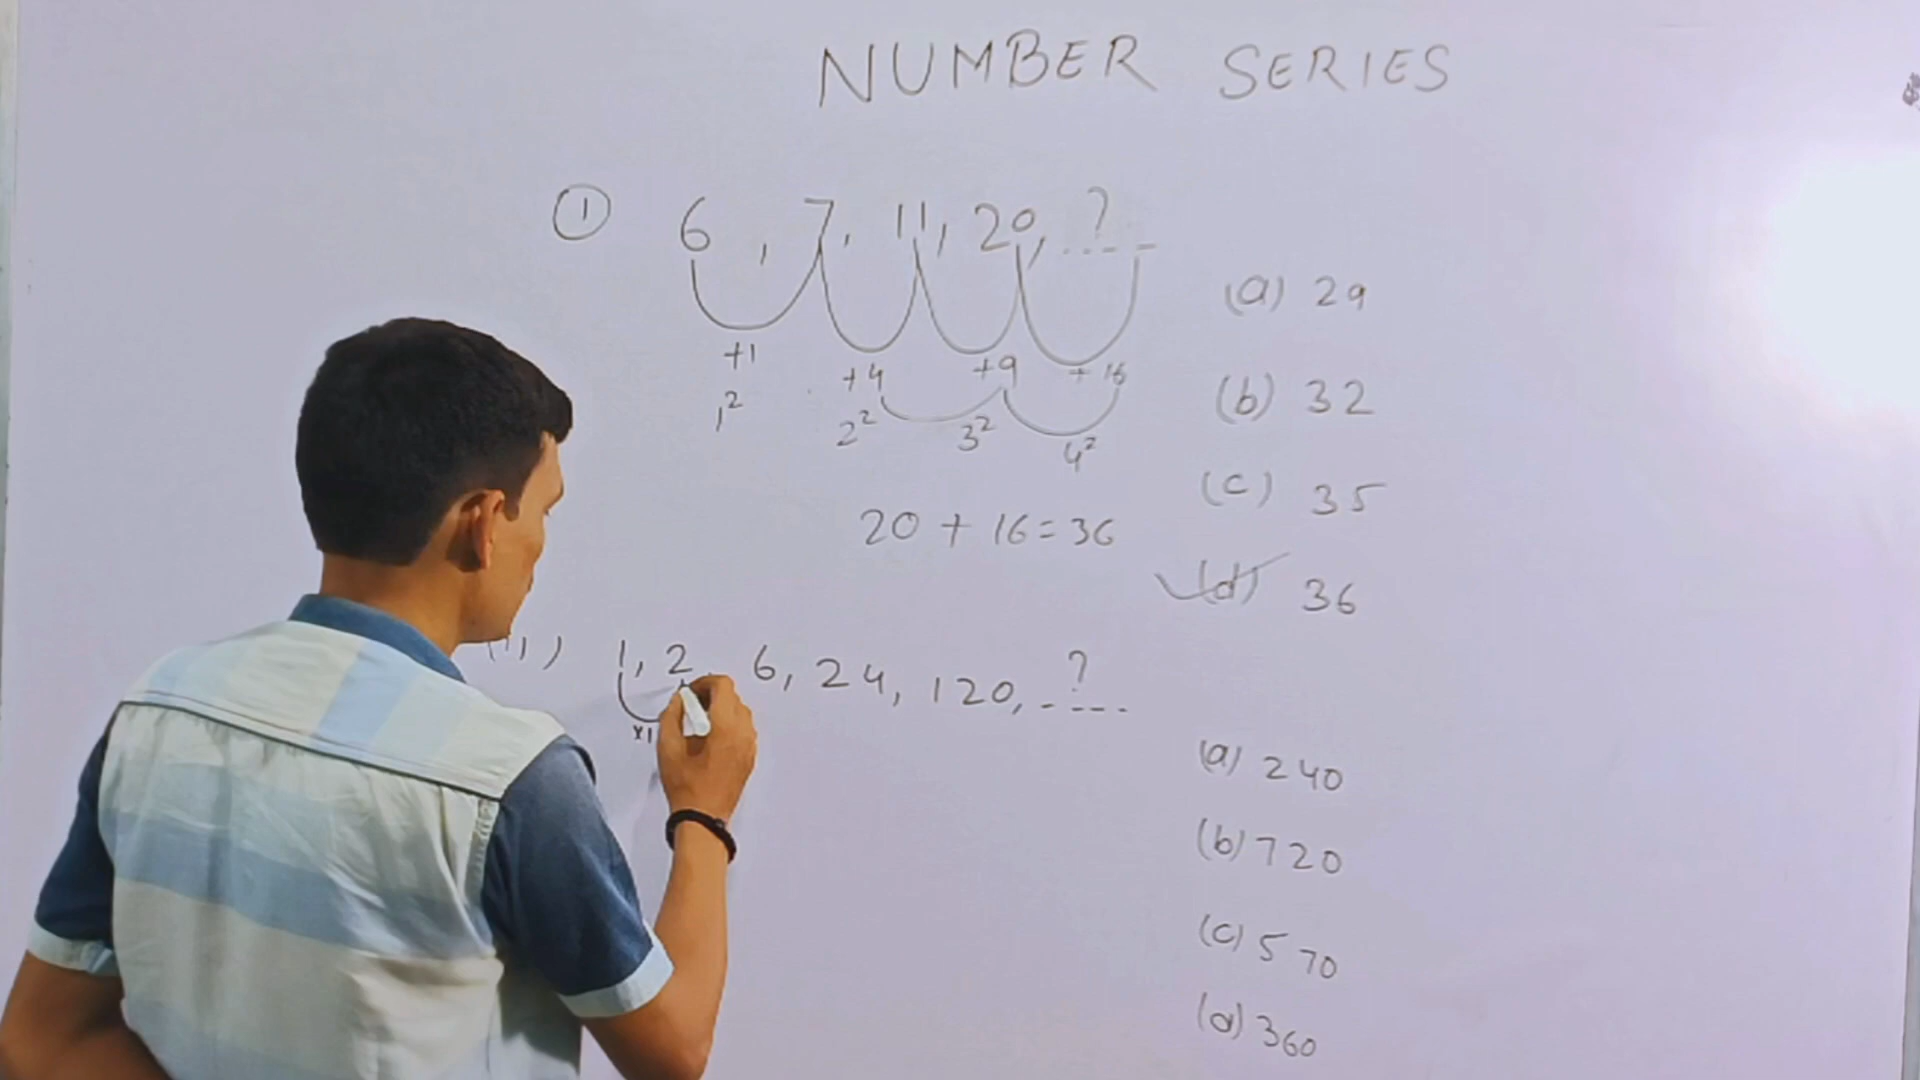 NUMBER SERIES
① 6, 7, 11, 20, ?
+1 +4 +9 +16
1² 2² 3² 4²
20 + 16 = 36
(a) 29
(b) 32
(c) 35
(d) 36
(ii) 1, 2, 6, 24, 120, ?
x1
(a) 240
(b) 720
(c) 570
(d) 360